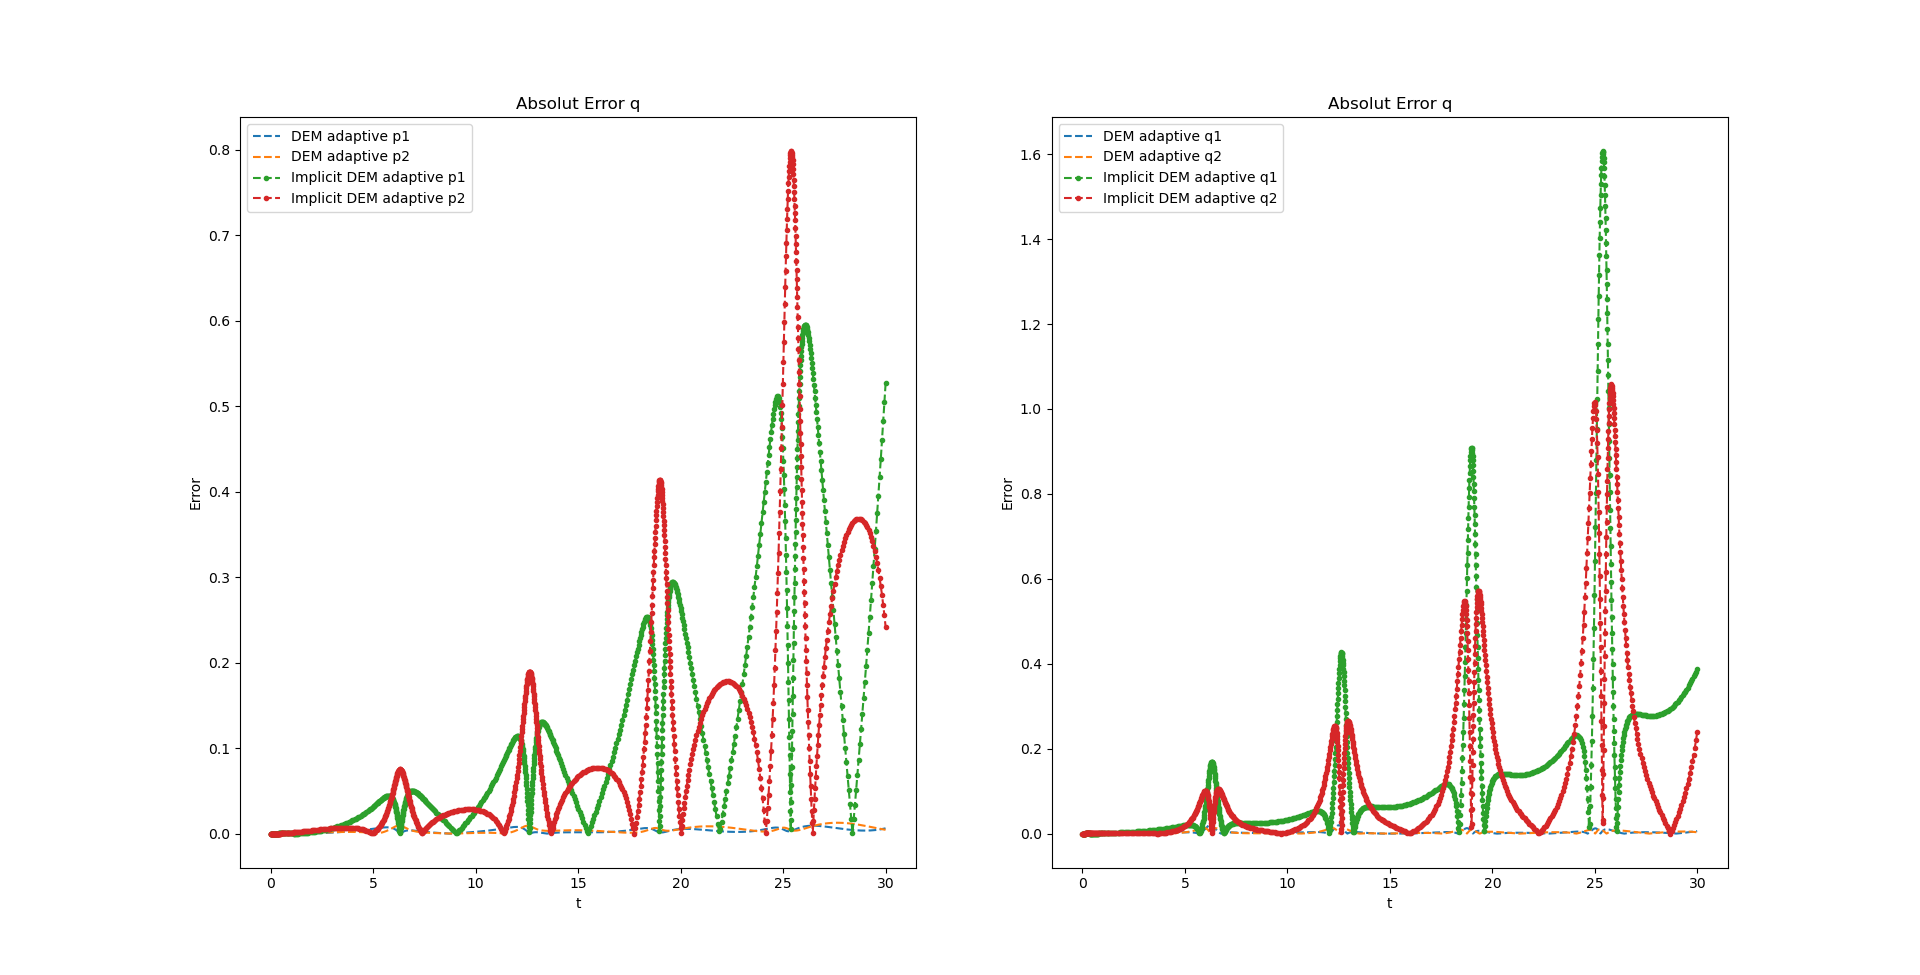 Absolut Error q
DEM adaptive p1
DEM adaptive p2
Implicit DEM adaptive p1
Implicit DEM adaptive p2
0.8
0.7
0.6
0.5
0.4
0.3
0.2
0.1
0.0
Error
0 5 10 15 20 25 30
t
Absolut Error q
DEM adaptive q1
DEM adaptive q2
Implicit DEM adaptive q1
Implicit DEM adaptive q2
1.6
1.4
1.2
1.0
0.8
0.6
0.4
0.2
0.0
Error
0 5 10 15 20 25 30
t